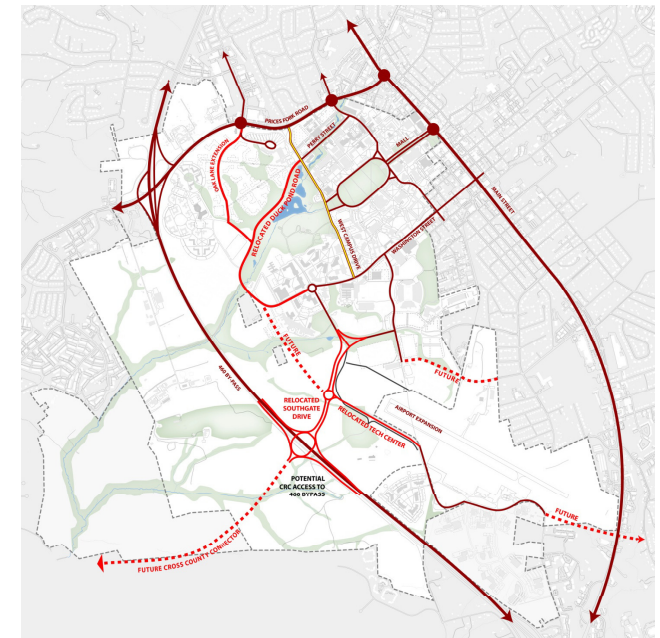 PRICES FORK ROAD
PERRY STREET
MALL
OAK LANE EXTENSION
RELOCATED DUCK POND ROAD
WEST CAMPUS DRIVE
WASHINGTON STREET
MAIN STREET
460 BY-PASS
FUTURE
FUTURE
RELOCATED
SOUTHGATE
DRIVE
AIRPORT EXPANSION
RELOCATED TECH CENTER
POTENTIAL
CRC ACCESS TO
460 BYPASS
FUTURE
FUTURE CROSS COUNTY CONNECTOR